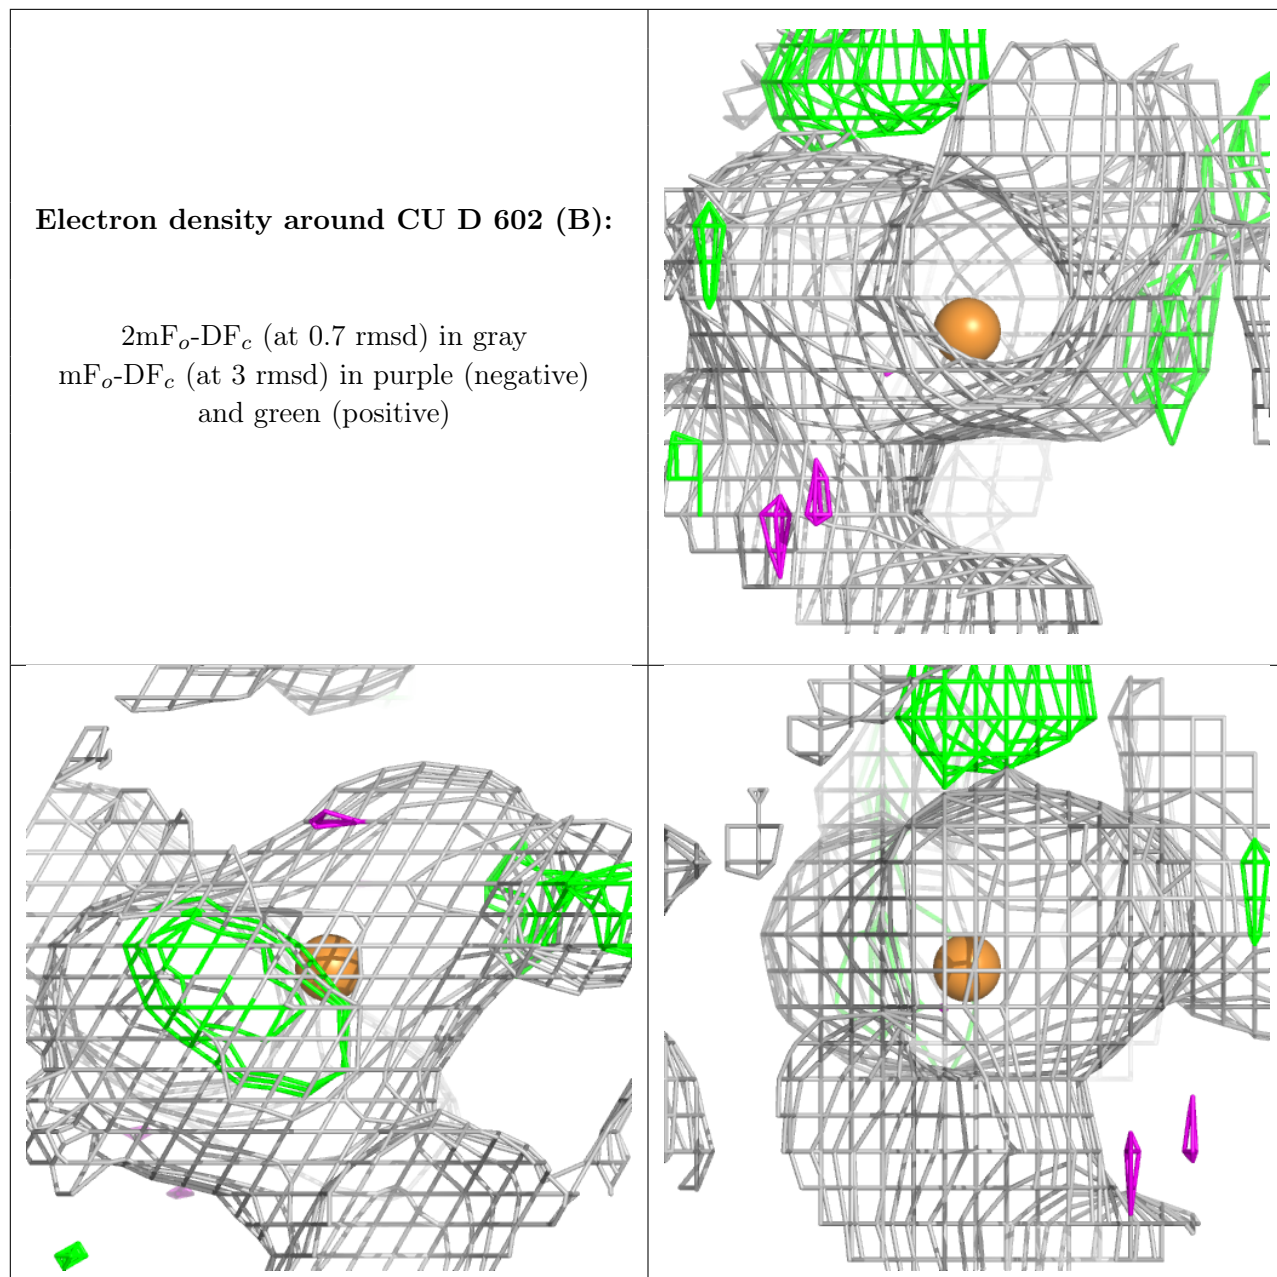 Electron density around CU D 602 (B):
2mFo-DFc (at 0.7 rmsd) in gray
mFo-DFc (at 3 rmsd) in purple (negative)
and green (positive)